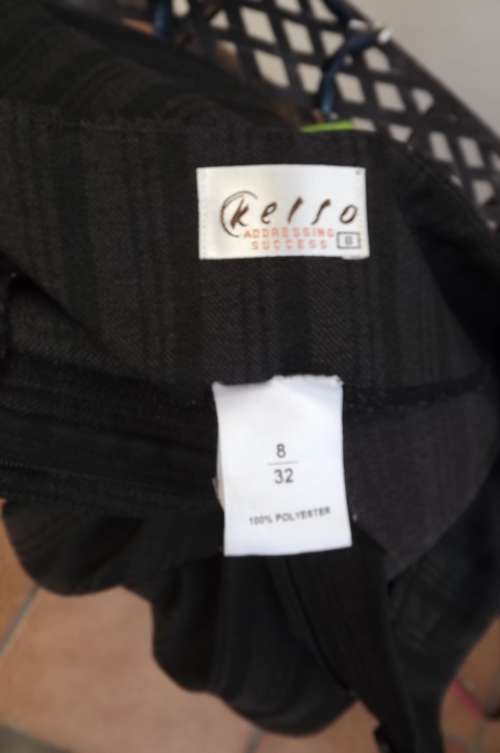 kelso
ADDRESSING
SUCCESS 8
8
32
100% POLYESTER